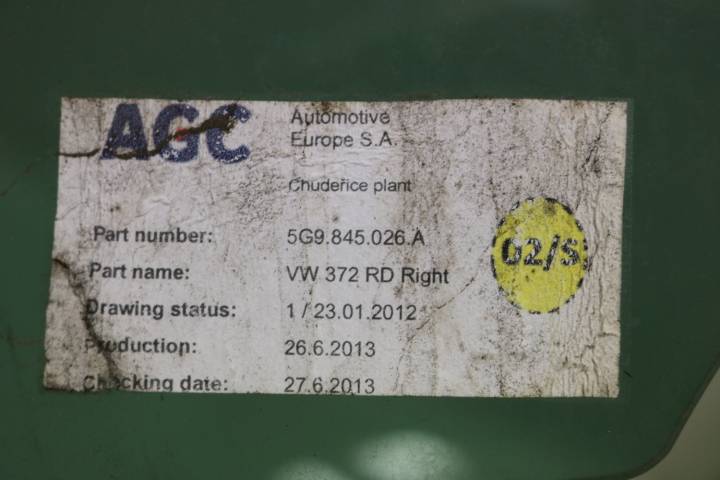 AGC
Automotive
Europe S.A.
Chudeřice plant
Part number: 5G9.845.026.A
Part name: VW 372 RD Right
Drawing status: 1 / 23.01.2012
Production: 26.6.2013
Checking date: 27.6.2013
02/S